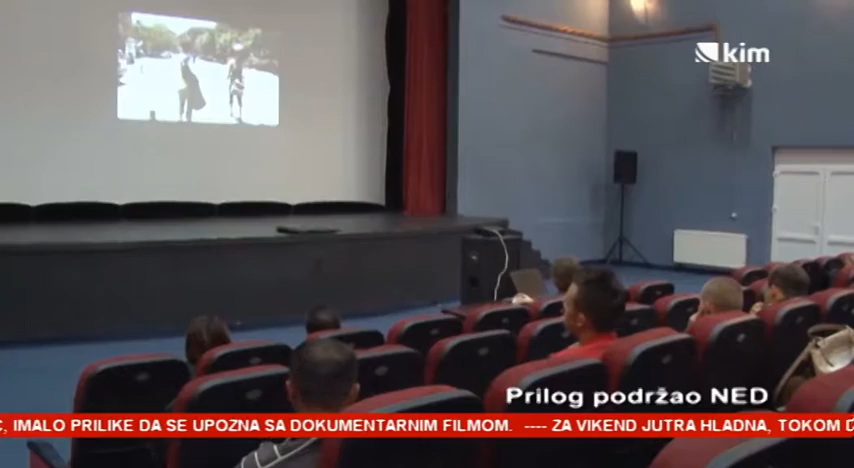 kim
Prilog podržao NED
, IMALO PRILIKE DA SE UPOZNA SA DOKUMENTARNIM FILMOM. ---- ZA VIKEND JUTRA HLADNA, TOKOM